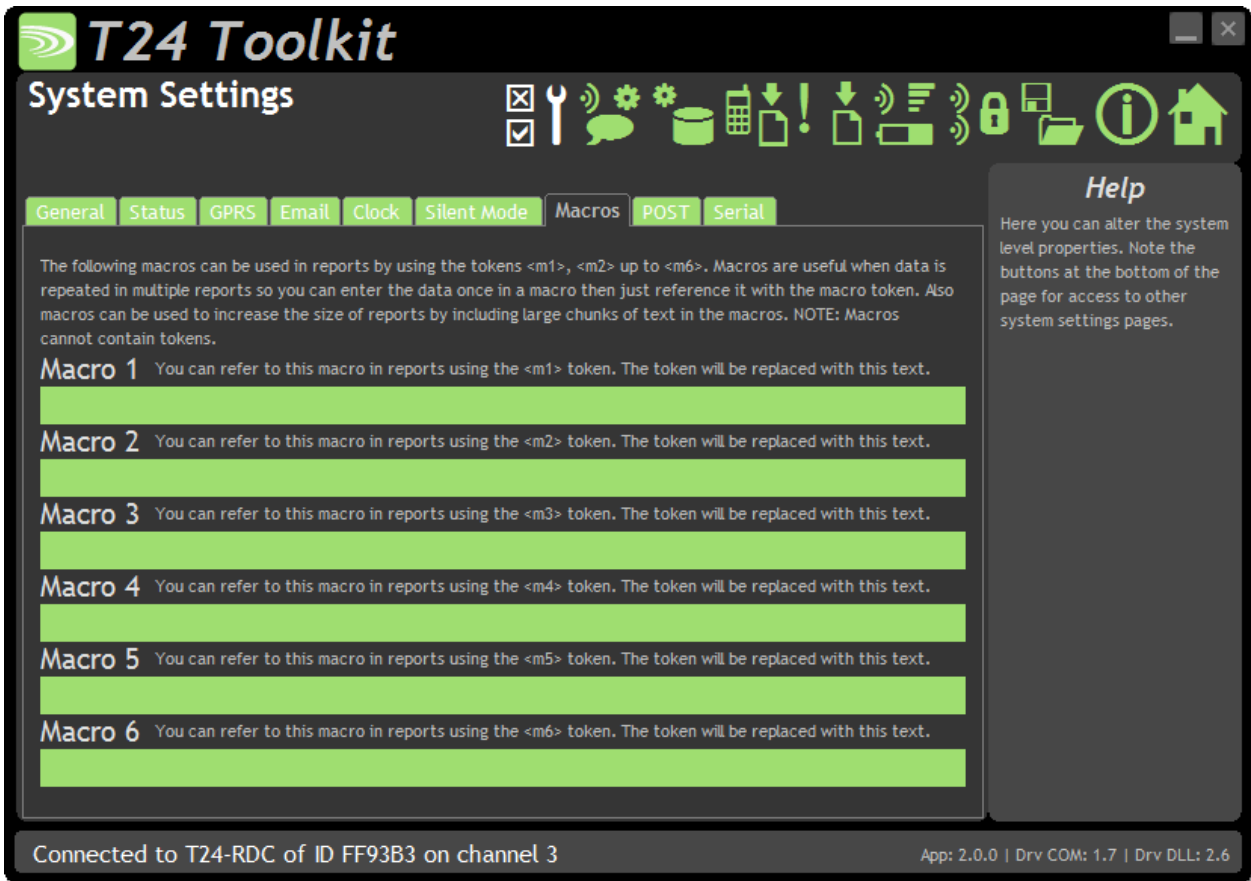 T24 Toolkit
System Settings
General Status GPRS Email Clock Silent Mode Macros POST Serial
The following macros can be used in reports by using the tokens <m1>, <m2> up to <m6>. Macros are useful when data is
repeated in multiple reports so you can enter the data once in a macro then just reference it with the macro token. Also
macros can be used to increase the size of reports by including large chunks of text in the macros. NOTE: Macros
cannot contain tokens.
Macro 1 You can refer to this macro in reports using the <m1> token. The token will be replaced with this text.
Macro 2 You can refer to this macro in reports using the <m2> token. The token will be replaced with this text.
Macro 3 You can refer to this macro in reports using the <m3> token. The token will be replaced with this text.
Macro 4 You can refer to this macro in reports using the <m4> token. The token will be replaced with this text.
Macro 5 You can refer to this macro in reports using the <m5> token. The token will be replaced with this text.
Macro 6 You can refer to this macro in reports using the <m6> token. The token will be replaced with this text.
Help
Here you can alter the system
level properties. Note the
buttons at the bottom of the
page for access to other
system settings pages.
Connected to T24-RDC of ID FF93B3 on channel 3
App: 2.0.0 | Drv COM: 1.7 | Drv DLL: 2.6